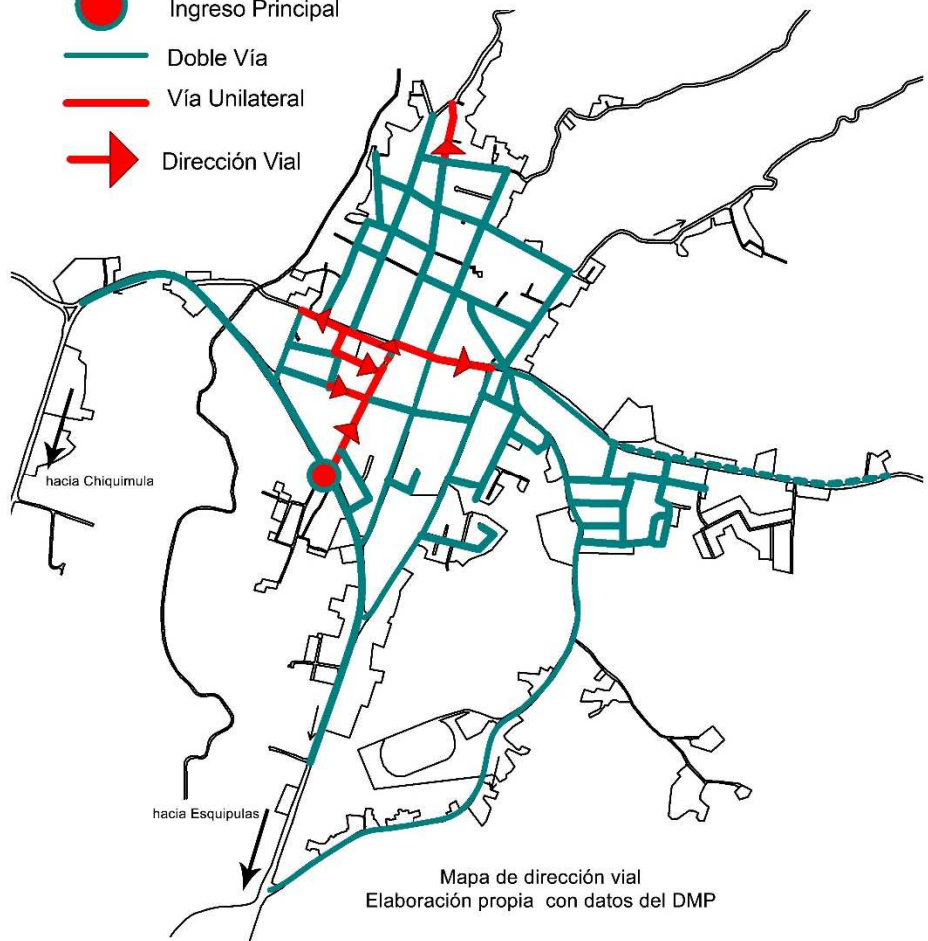 Ingreso Principal
Doble Vía
Vía Unilateral
Dirección Vial
hacia Chiquimula
hacia Esquipulas
Mapa de dirección vial
Elaboración propia con datos del DMP